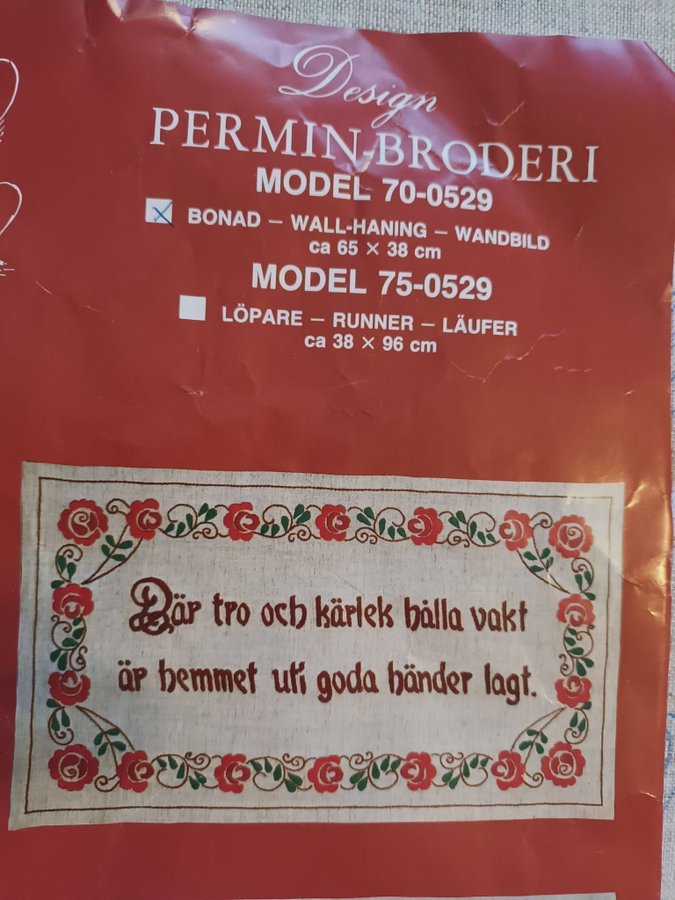 Design
PERMIN-BRODERI
MODEL 70-0529
BONAD – WALL-HANING – WANDBILD
ca 65 × 38 cm
MODEL 75-0529
LÖPARE – RUNNER – LÄUFER
ca 38 × 96 cm
Där tro och kärlek hålla vakt
är hemmet uti goda händer lagt.